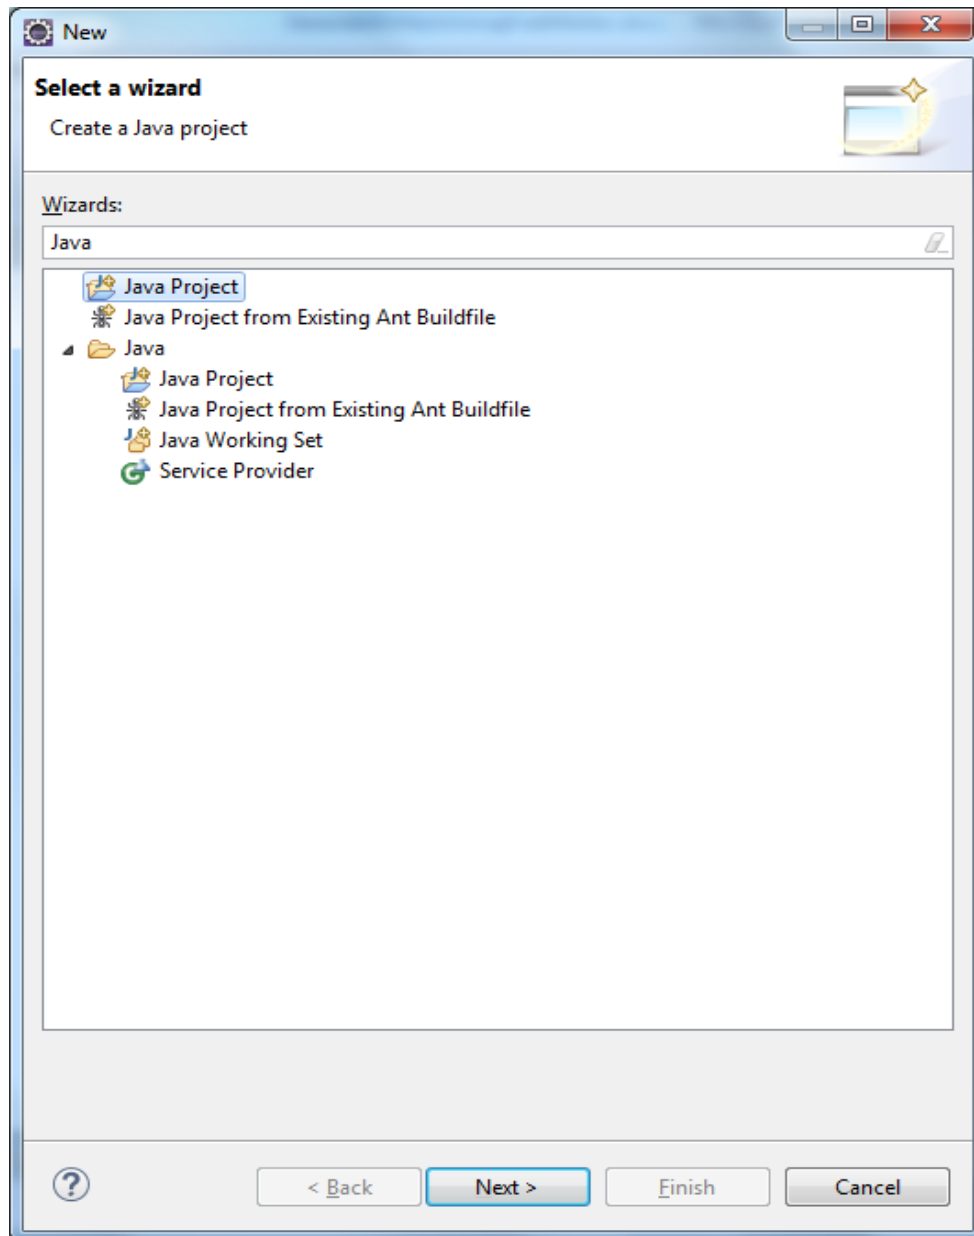 New
Select a wizard
Create a Java project
Wizards:
Java
Java Project
Java Project from Existing Ant Buildfile
Java
Java Project
Java Project from Existing Ant Buildfile
Java Working Set
Service Provider
< Back Next > Finish Cancel